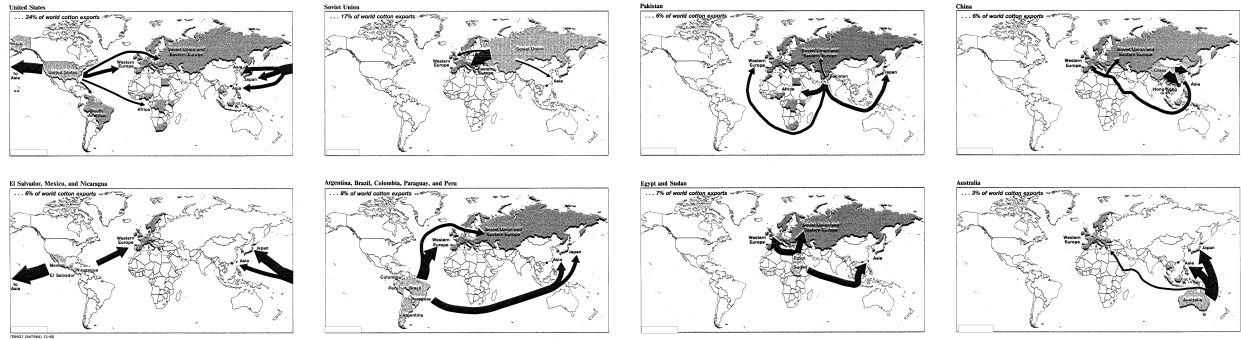 United States
. . . 34% of world cotton exports
Soviet Union and
Eastern Europe
Western
Europe
United States
to
Asia
Asia
Japan
Asia
Africa
South
America
Soviet Union
. . . 17% of world cotton exports
Soviet Union
Western
Europe
Eastern
Europe
Asia
Pakistan
. . . 6% of world cotton exports
Soviet Union and
Eastern Europe
Western
Europe
Pakistan
Japan
Africa
Asia
China
. . . 6% of world cotton exports
Soviet Union and
Eastern Europe
Western
Europe
China
Hong Kong
Asia
El Salvador, Mexico, and Nicaragua
. . . 6% of world cotton exports
Western
Europe
Japan
Asia
Mexico
Nicaragua
El Salvador
to
Asia
Argentina, Brazil, Colombia, Paraguay, and Peru
. . . 8% of world cotton exports
Soviet Union and
Eastern Europe
Western
Europe
Asia
Japan
Colombia
Peru
Brazil
Paraguay
Argentina
Egypt and Sudan
. . . 7% of world cotton exports
Soviet Union and
Eastern Europe
Western
Europe
Egypt
Sudan
Asia
Australia
. . . 3% of world cotton exports
Western
Europe
Japan
Asia
Australia